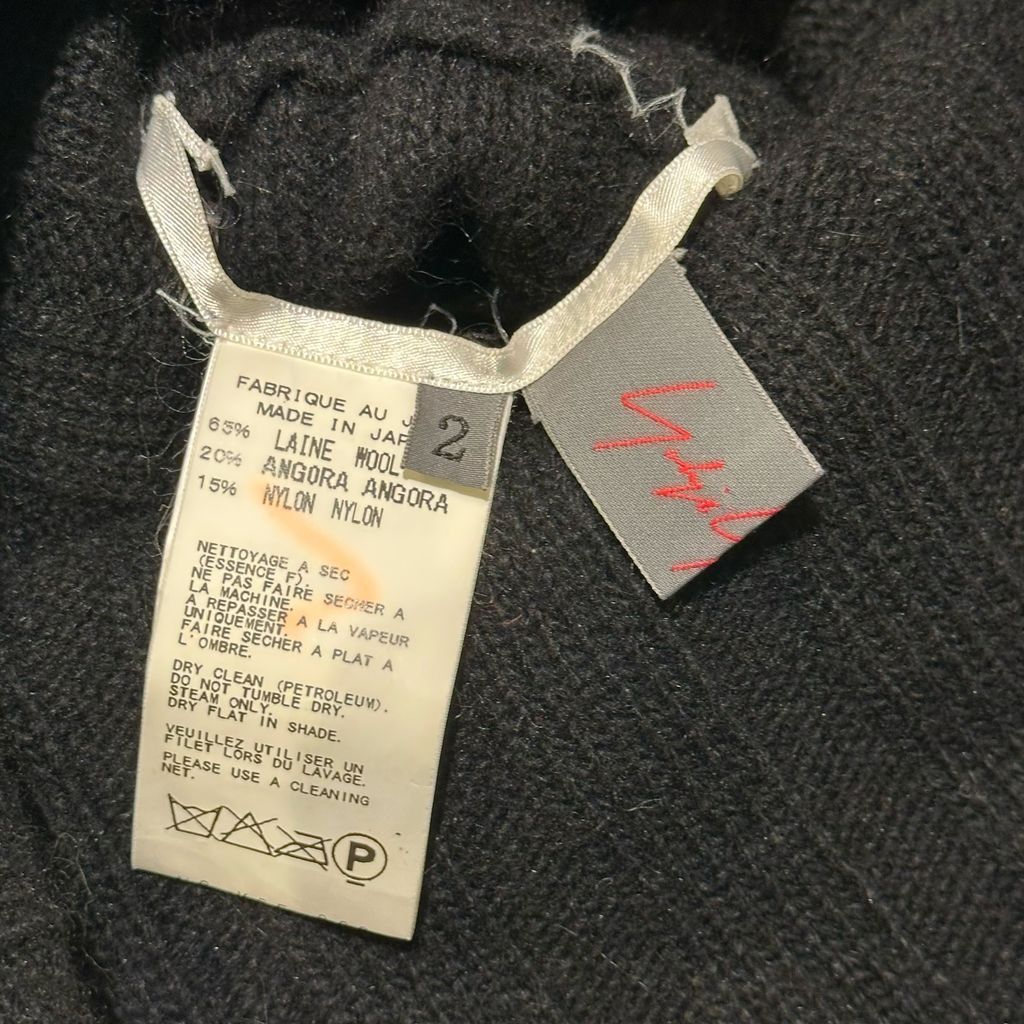 FABRIQUE AU J
MADE IN JAP
65% LAINE WOOL
20% ANGORA ANGORA
15% NYLON NYLON
2
NETTOYAGE A SEC
(ESSENCE F).
NE PAS FAIRE SECHER A
LA MACHINE.
A REPASSER A LA VAPEUR
UNIQUEMENT.
FAIRE SECHER A PLAT A
L'OMBRE.
DRY CLEAN (PETROLEUM).
DO NOT TUMBLE DRY.
STEAM ONLY.
DRY FLAT IN SHADE.
VEUILLEZ UTILISER UN
FILET LORS DU LAVAGE.
PLEASE USE A CLEANING
NET.
P